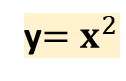 y= x²